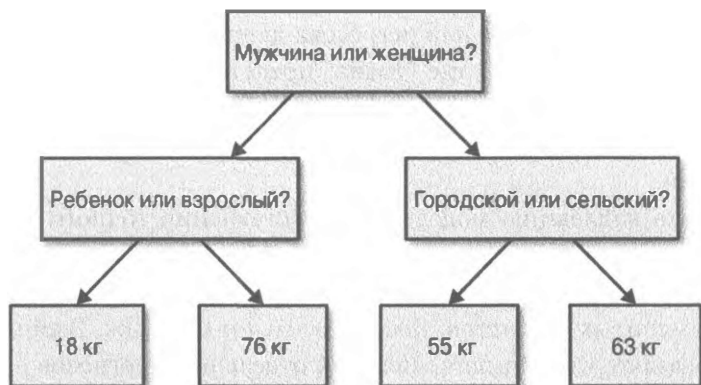 Мужчина или женщина?
Ребенок или взрослый?
Городской или сельский?
18 кг
76 кг
55 кг
63 кг